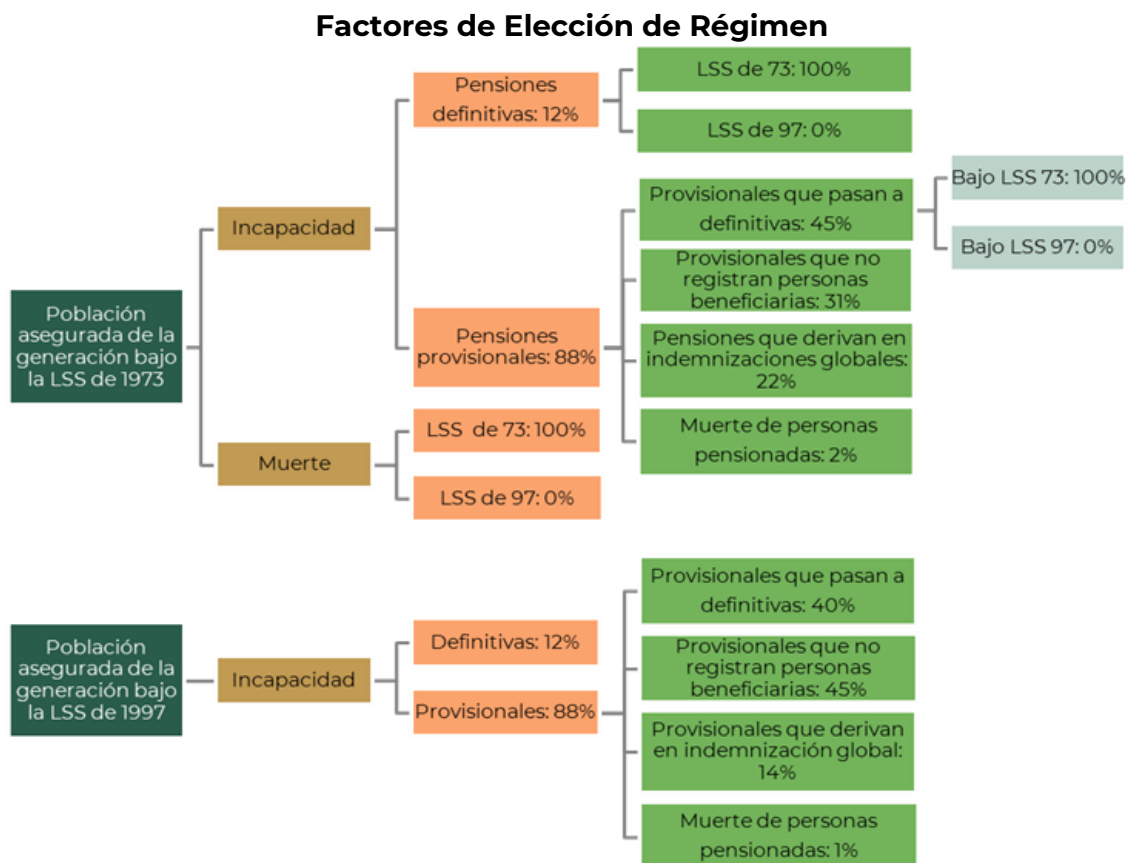 Factores de Elección de Régimen
Población
asegurada de la
generación bajo
la LSS de 1973
Incapacidad
Pensiones
definitivas: 12%
LSS de 73: 100%
LSS de 97: 0%
Pensiones
provisionales: 88%
Provisionales que pasan a
definitivas: 45%
Bajo LSS 73: 100%
Bajo LSS 97: 0%
Provisionales que no
registran personas
beneficiarias: 31%
Pensiones que derivan en
indemnizaciones globales:
22%
Muerte de personas
pensionadas: 2%
Muerte
LSS de 73: 100%
LSS de 97: 0%
Población
asegurada de la
generación bajo
la LSS de 1997
Incapacidad
Definitivas: 12%
Provisionales: 88%
Provisionales que pasan a
definitivas: 40%
Provisionales que no
registran personas
beneficiarias: 45%
Provisionales que derivan
en indemnización global:
14%
Muerte de personas
pensionadas: 1%